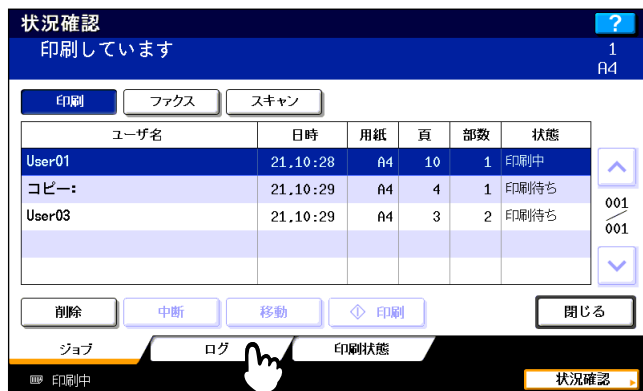 状況確認 ?
印刷しています 1
A4
印刷 ファクス スキャン
ユーザ名 日時 用紙 頁 部数 状態
User01 21,10:28 A4 10 1 印刷中
コピー: 21,10:29 A4 4 1 印刷待ち
User03 21,10:29 A4 3 2 印刷待ち
001
001
削除 中断 移動 印刷 閉じる
ジョブ ログ 印刷状態
印刷中 状況確認